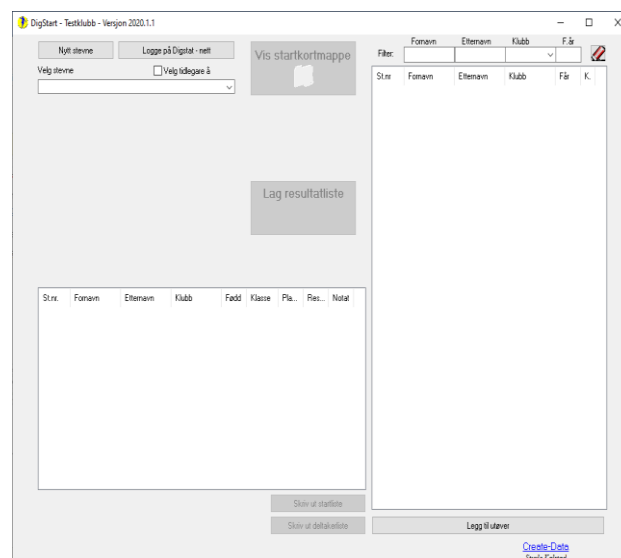 DigStart - Testklubb - Versjon 2020.1.1
Nytt stevne
Logge på Digstat - nett
Velg stevne
Velg tidlegare å
Vis startkortmappe
Lag resultatliste
Fornavn Etternavn Klubb F.år
Filter:
St.nr Fornavn Etternavn Klubb Får K.
St.nr. Fornavn Etternavn Klubb Født Klasse Pla... Res... Notat
Skriv ut startliste
Skriv ut deltakerliste
Legg til utøver
Create-Data